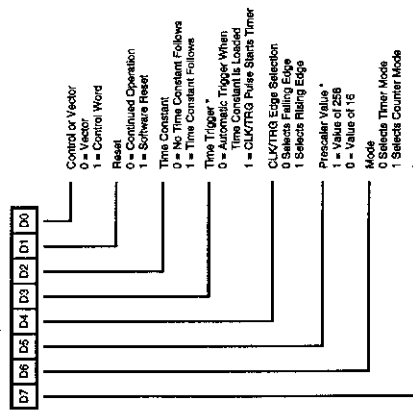 D7 D6 D5 D4 D3 D2 D1 D0
Control or Vector
0 = Vector
1 = Control Word
Reset
0 = Continued Operation
1 = Software Reset
Time Constant
0 = No Time Constant Follows
1 = Time Constant Follows
Time Trigger*
0 = Automatic Trigger When
Time Constant Is Loaded
1 = CLK/TRG Pulse Starts Timer
CLK/TRG Edge Selection
0 Selects Falling Edge
1 Selects Rising Edge
Prescaler Value*
1 = Value of 256
0 = Value of 16
Mode
0 Selects Timer Mode
1 Selects Counter Mode